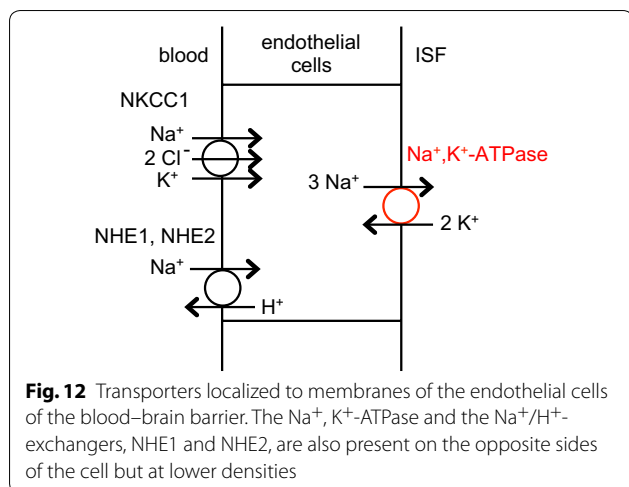 blood
endothelial
cells
ISF
NKCC1
Na⁺
2 Cl⁻
K⁺
Na⁺,K⁺-ATPase
3 Na⁺
2 K⁺
NHE1, NHE2
Na⁺
H⁺
Fig. 12 Transporters localized to membranes of the endothelial cells
of the blood–brain barrier. The Na⁺, K⁺-ATPase and the Na⁺/H⁺-
exchangers, NHE1 and NHE2, are also present on the opposite sides
of the cell but at lower densities